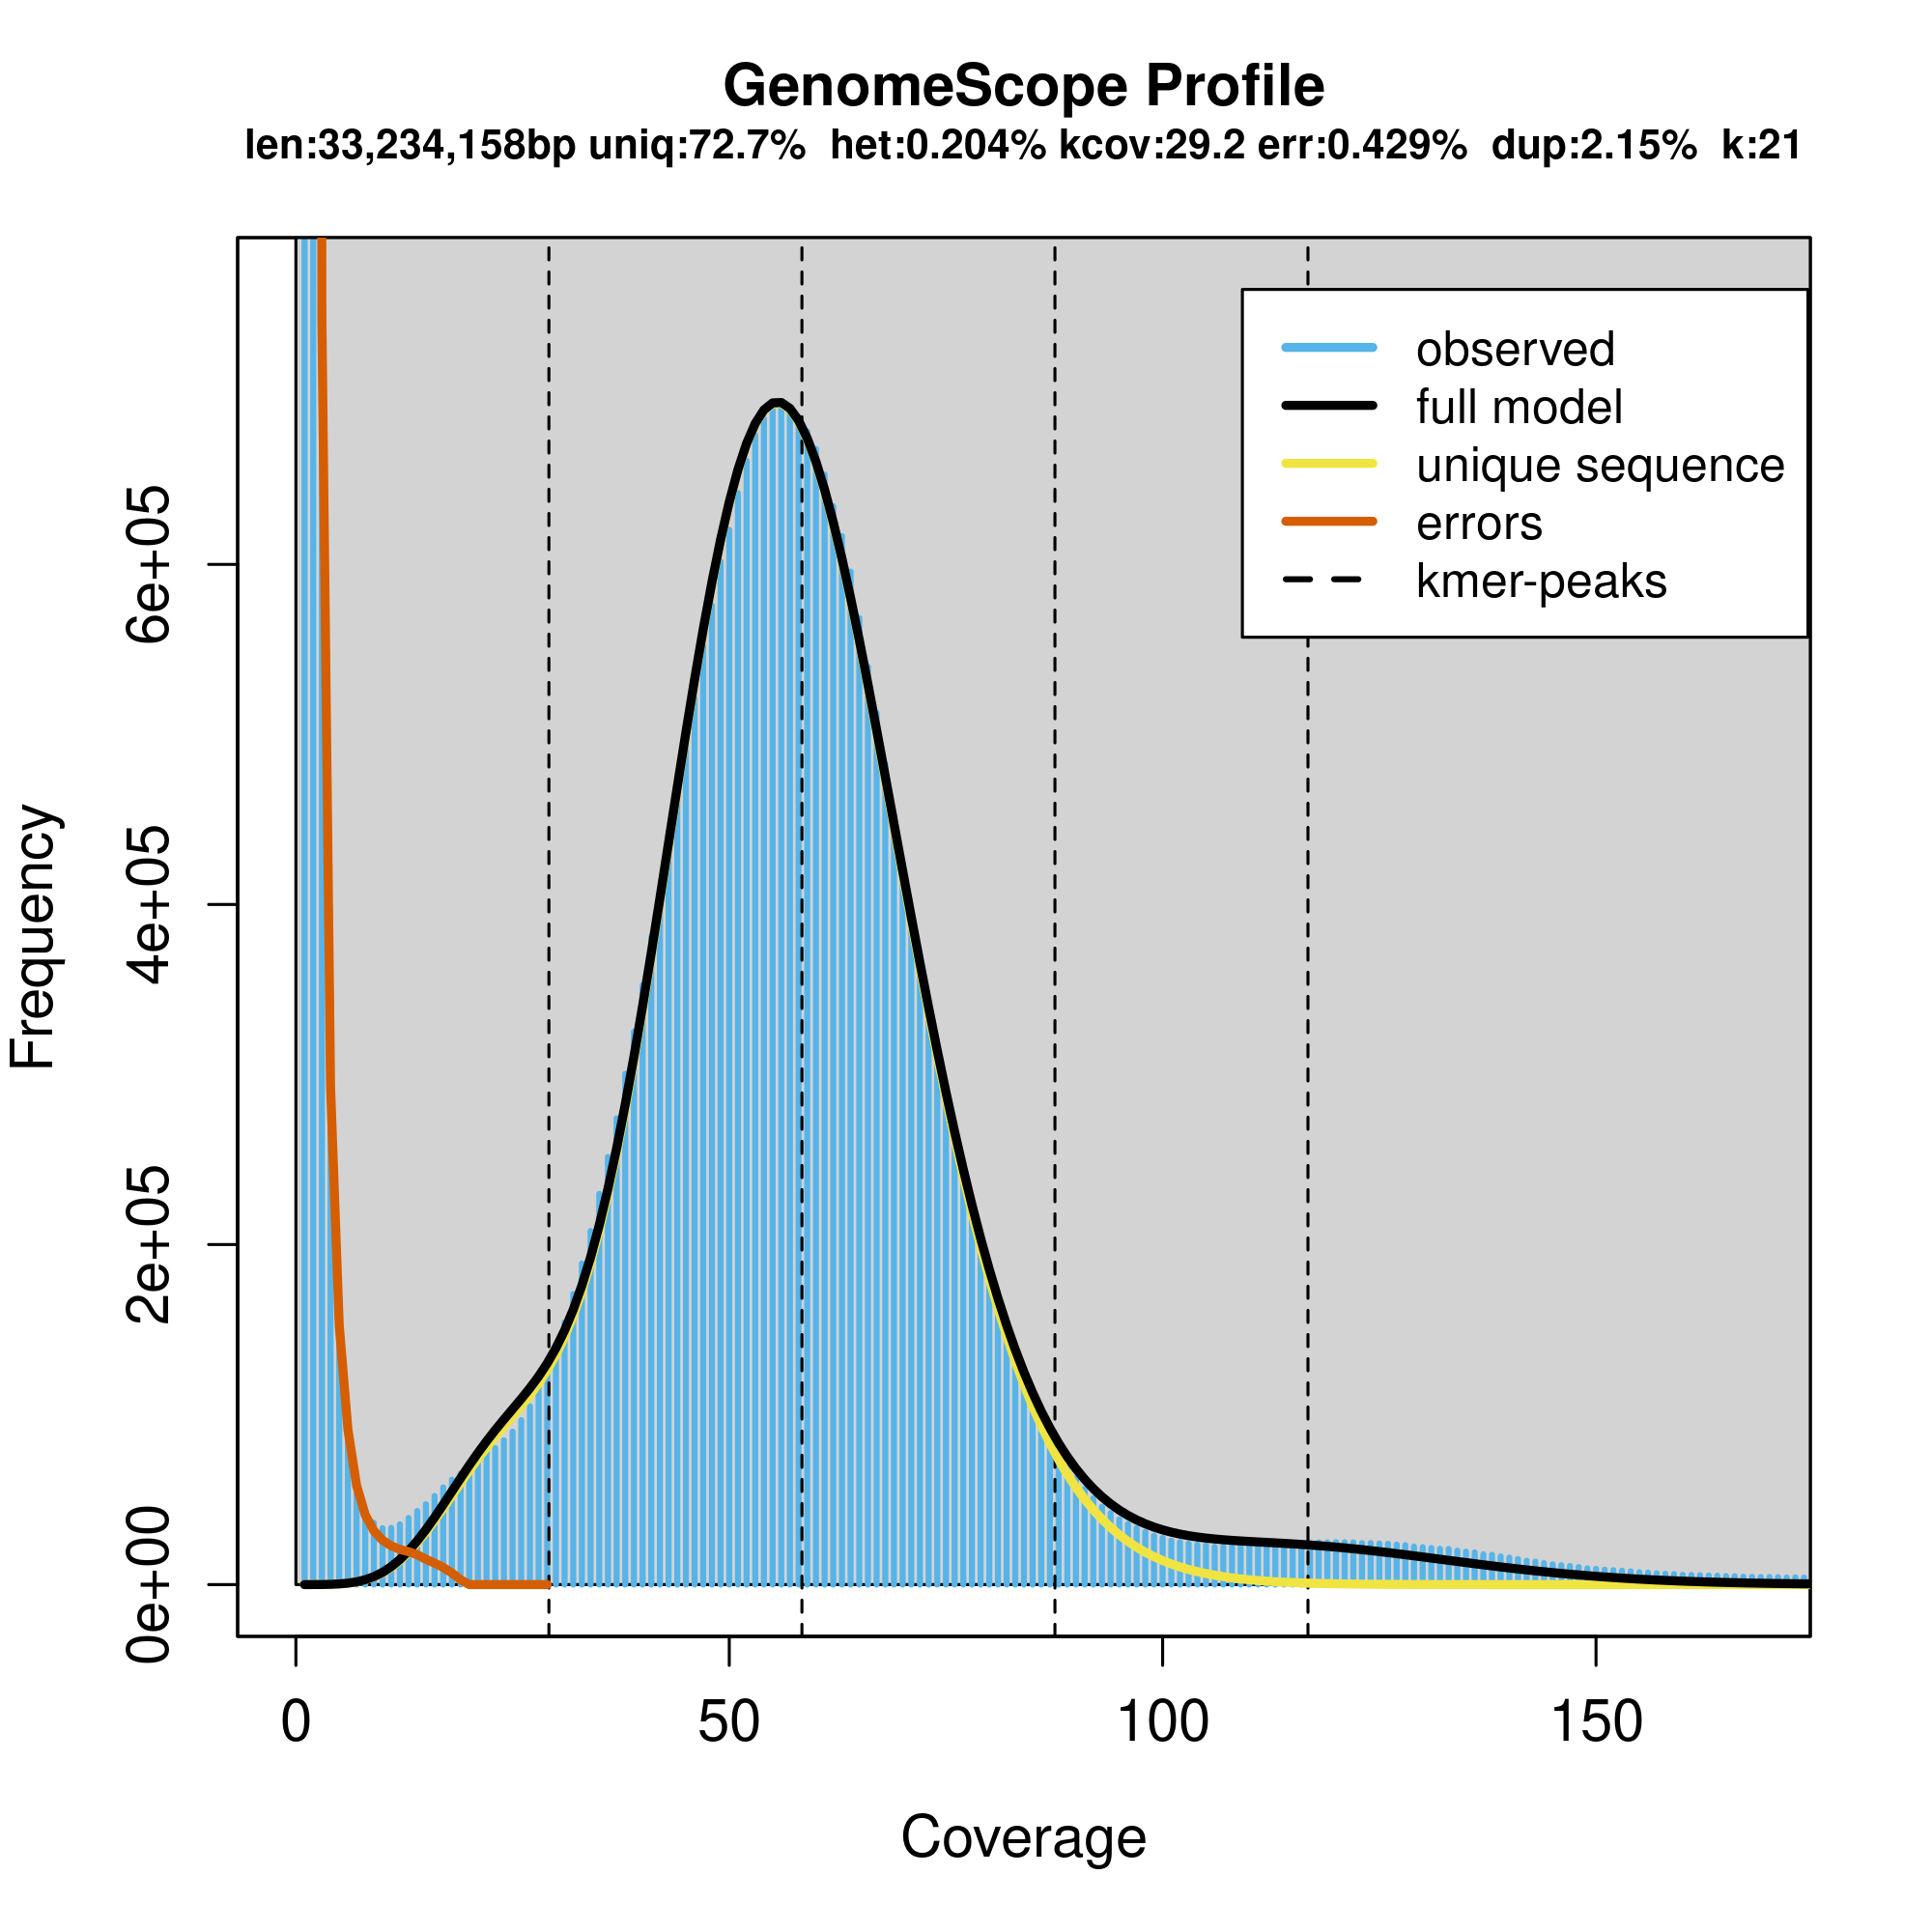 GenomeScope Profile
len:33,234,158bp uniq:72.7% het:0.204% kcov:29.2 err:0.429% dup:2.15% k:21
observed
full model
unique sequence
errors
kmer-peaks
Frequency
6e+05
4e+05
2e+05
0e+00
0 50 100 150
Coverage